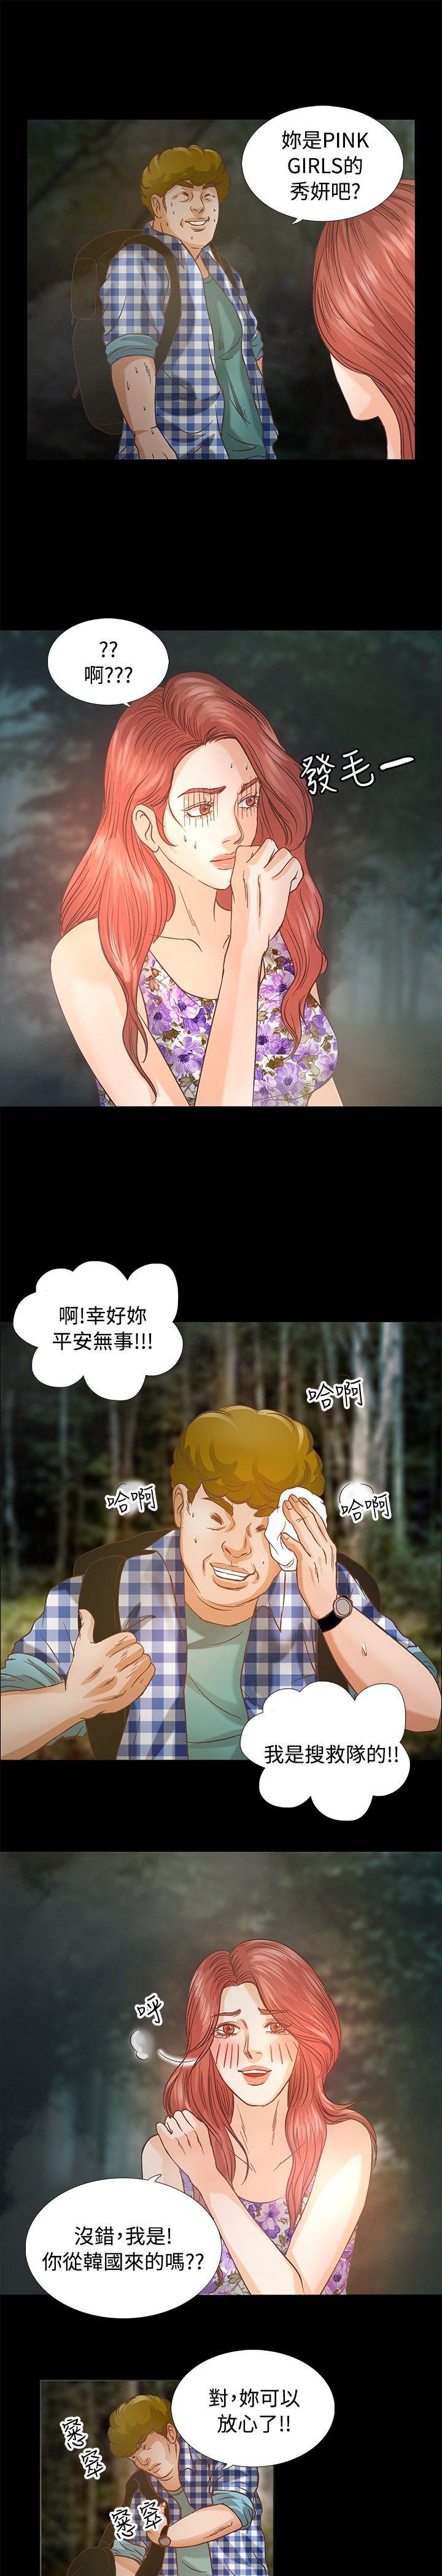 妳是PINK
GIRLS的
秀妍吧?
??
啊???
發毛一
啊!幸好妳
平安無事!!!
哈啊
哈啊
哈啊
我是搜救隊的!!
呼
沒錯,我是!
你從韓國來的嗎??
對,妳可以
放心了!!
窸窣
窸窣